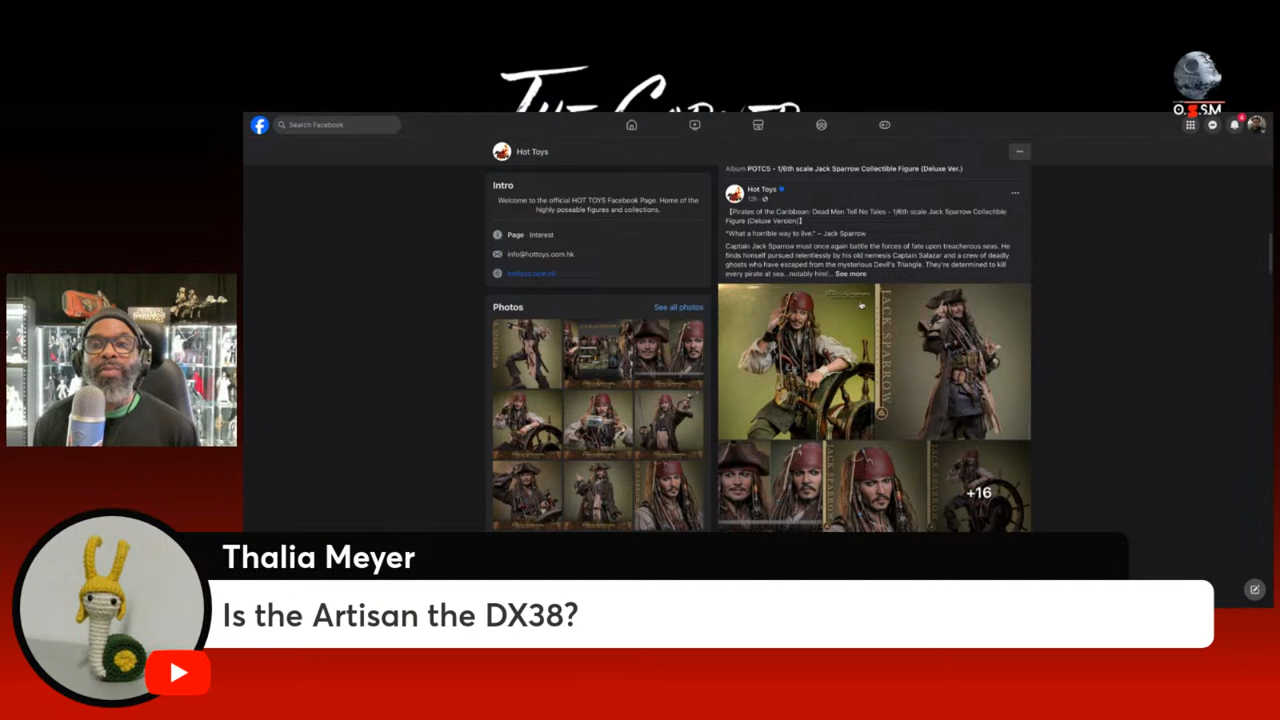 THE CORNER
O.S.S.M
Search Facebook
4
Hot Toys
Intro
Welcome to the official HOT TOYS Facebook Page. Home of the
highly poseable figures and collections.
Page · Interest
info@hottoys.com.hk
hottoys.com.hk
Photos
See all photos
Album POTC5 - 1/6th scale Jack Sparrow Collectible Figure (Deluxe Ver.)
Hot Toys
12h ·
【Pirates of the Caribbean: Dead Men Tell No Tales - 1/6th scale Jack Sparrow Collectible
Figure (Deluxe Version)】
"What a horrible way to live." – Jack Sparrow
Captain Jack Sparrow must once again battle the forces of fate upon treacherous seas. He
finds himself pursued relentlessly by his old nemesis Captain Salazar and a crew of deadly
ghosts who have escaped from the mysterious Devil's Triangle. They're determined to kill
every pirate at sea...notably him!... See more
JACK SPARROW
JACK SPARROW
+16
Thalia Meyer
Is the Artisan the DX38?